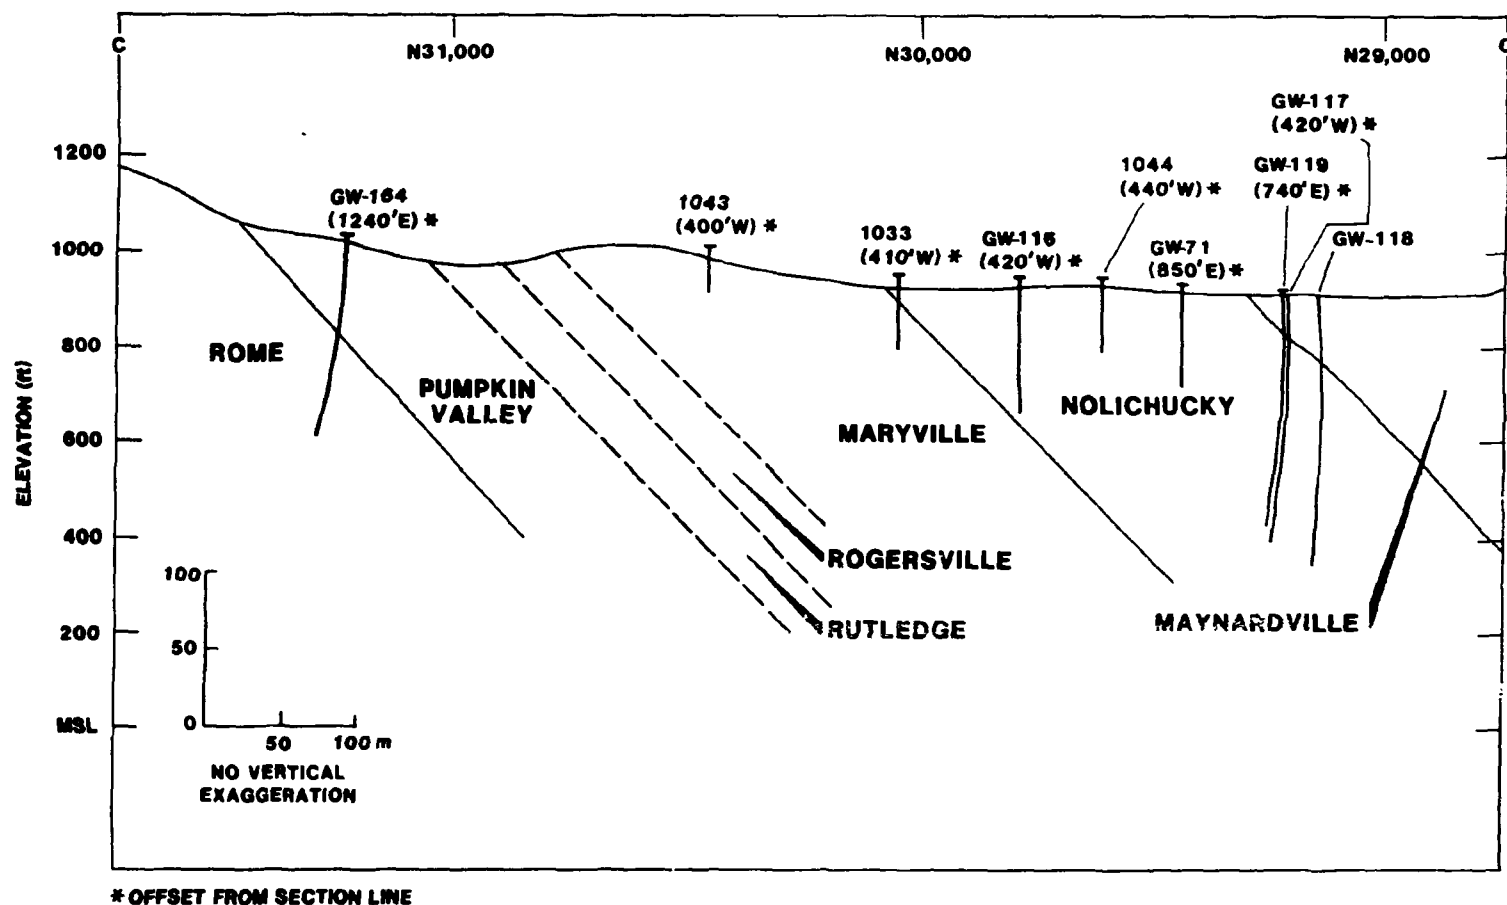 C
N31,000
N30,000
N29,000
C
GW-117
(420'W) *
1200
1044
(440'W) *
GW-119
(740'E) *
GW-164
(1240'E) *
1043
(400'W) *
1033
(410'W) *
GW-116
(420'W) *
GW-71
(850'E) *
GW-118
1000
800
ROME
PUMPKIN
VALLEY
NOLICHUCKY
MARYVILLE
ELEVATION (ft)
600
400
ROGERSVILLE
100
200
RUTLEDGE
MAYNARDVILLE
50
MSL
0
50
100 m
NO VERTICAL
EXAGGERATION
* OFFSET FROM SECTION LINE